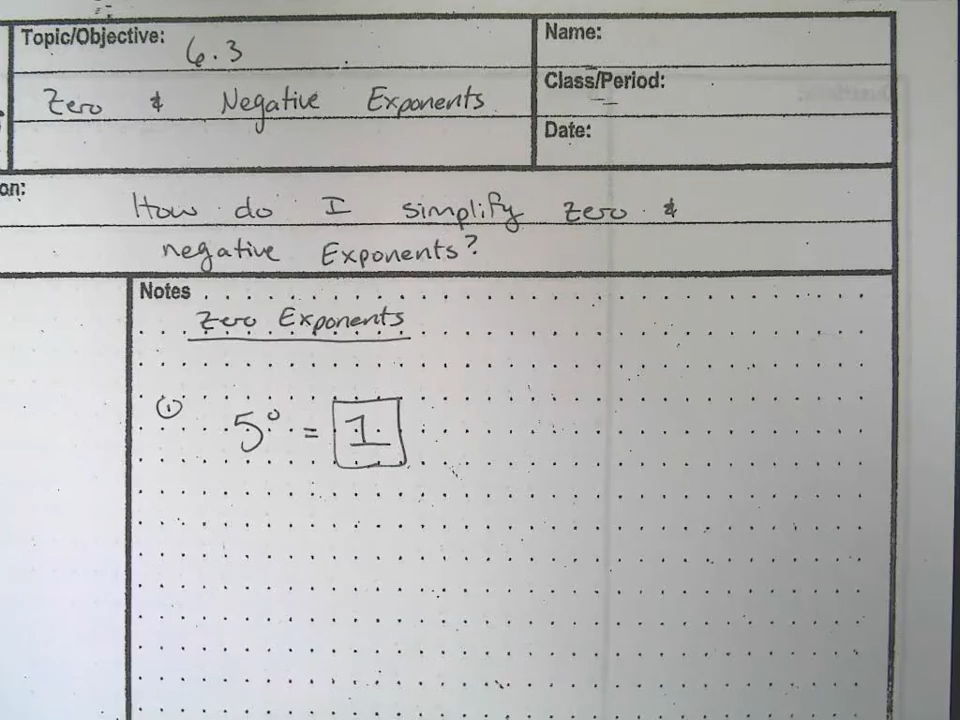 Topic/Objective: 6.3
Name:
Zero & Negative Exponents
Class/Period:
Date:
on:
How do I simplify zero &
negative Exponents?
Notes
Zero Exponents
① 5⁰ = 1